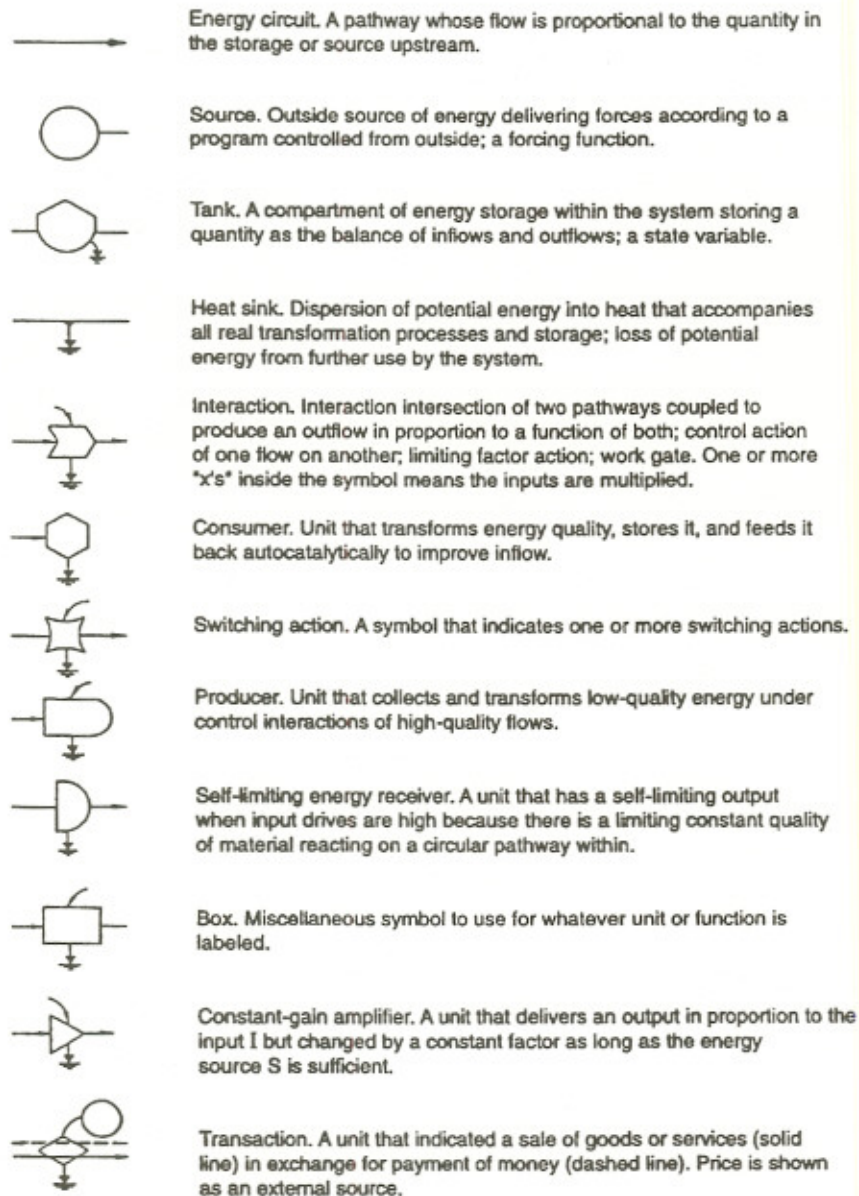 Energy circuit. A pathway whose flow is proportional to the quantity in
the storage or source upstream.
Source. Outside source of energy delivering forces according to a
program controlled from outside; a forcing function.
Tank. A compartment of energy storage within the system storing a
quantity as the balance of inflows and outflows; a state variable.
Heat sink. Dispersion of potential energy into heat that accompanies
all real transformation processes and storage; loss of potential
energy from further use by the system.
Interaction. Interaction intersection of two pathways coupled to
produce an outflow in proportion to a function of both; control action
of one flow on another; limiting factor action; work gate. One or more
"x's" inside the symbol means the inputs are multiplied.
Consumer. Unit that transforms energy quality, stores it, and feeds it
back autocatalytically to improve inflow.
Switching action. A symbol that indicates one or more switching actions.
Producer. Unit that collects and transforms low-quality energy under
control interactions of high-quality flows.
Self-limiting energy receiver. A unit that has a self-limiting output
when input drives are high because there is a limiting constant quality
of material reacting on a circular pathway within.
Box. Miscellaneous symbol to use for whatever unit or function is
labeled.
Constant-gain amplifier. A unit that delivers an output in proportion to the
input I but changed by a constant factor as long as the energy
source S is sufficient.
Transaction. A unit that indicated a sale of goods or services (solid
line) in exchange for payment of money (dashed line). Price is shown
as an external source.